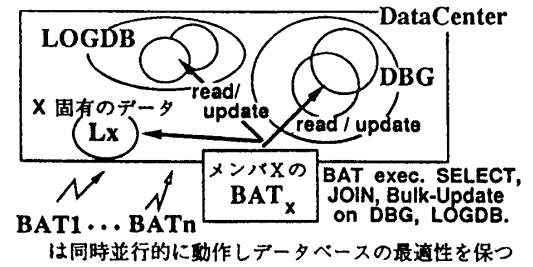 DataCenter
LOGDB
DBG
read/
update
X 固有のデータ
Lx
read / update
メンバXの
BATx
BAT exec. SELECT,
JOIN, Bulk-Update
on DBG, LOGDB.
BAT1・・・BATn
は同時並行的に動作しデータベースの最適性を保つ